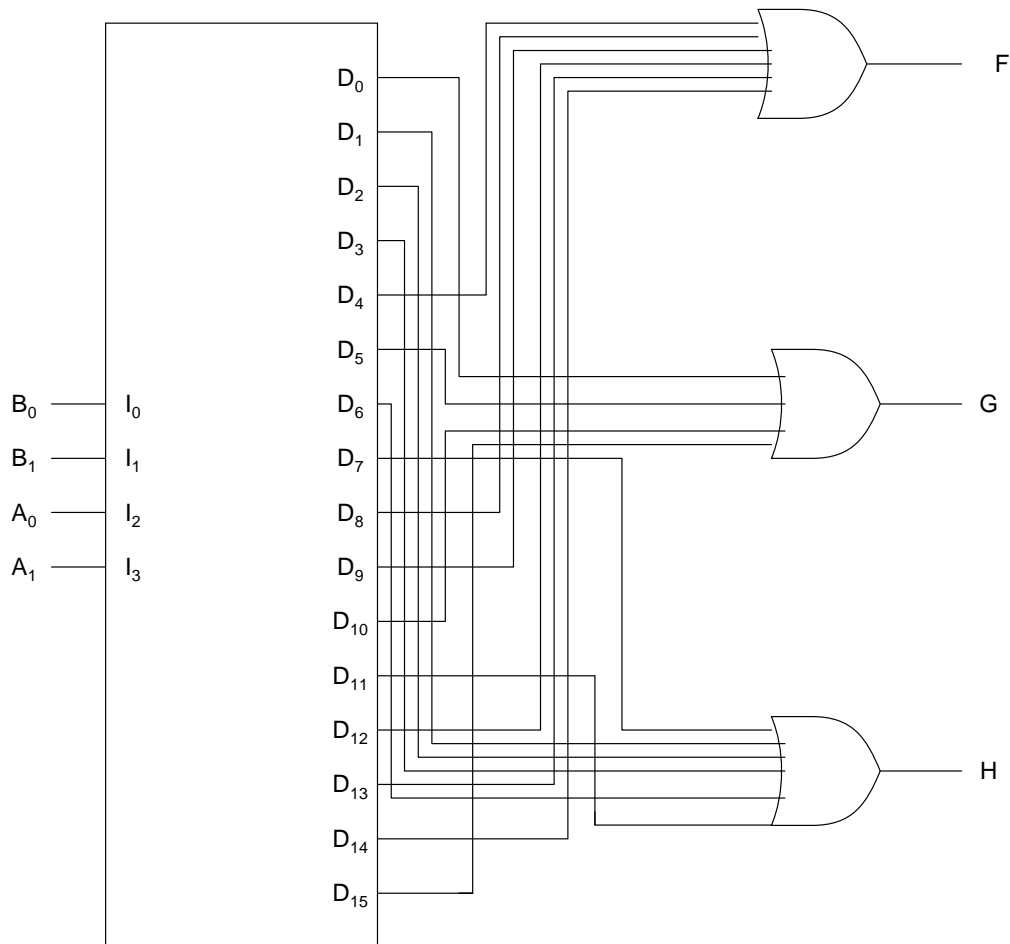 F
D₀
D₁
D₂
D₃
D₄
D₅
B₀ I₀ D₆ G
B₁ I₁ D₇
A₀ I₂ D₈
A₁ I₃ D₉
D₁₀
D₁₁
D₁₂
H
D₁₃
D₁₄
D₁₅